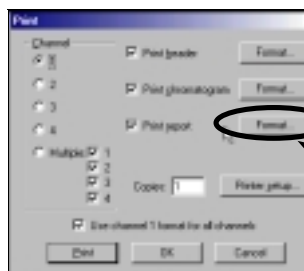 Print
Channel
1
Print header
Format...
2
Print chromatogram
Format...
3
Print report
Format...
4
Multiple:
1
2
3
4
Copies: 1
Printer setup...
Use channel 1 format for all channels
Print
OK
Cancel